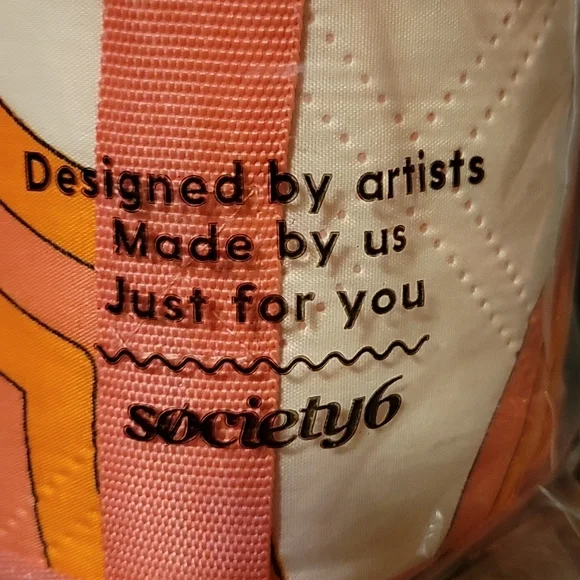 Designed by artists
Made by us
Just for you
society6